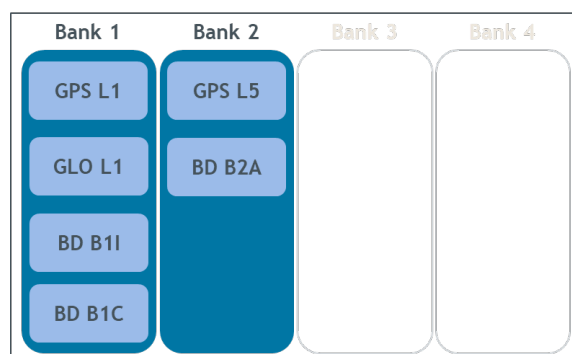 Bank 1 Bank 2 Bank 3 Bank 4
GPS L1 GPS L5
GLO L1 BD B2A
BD B1I
BD B1C